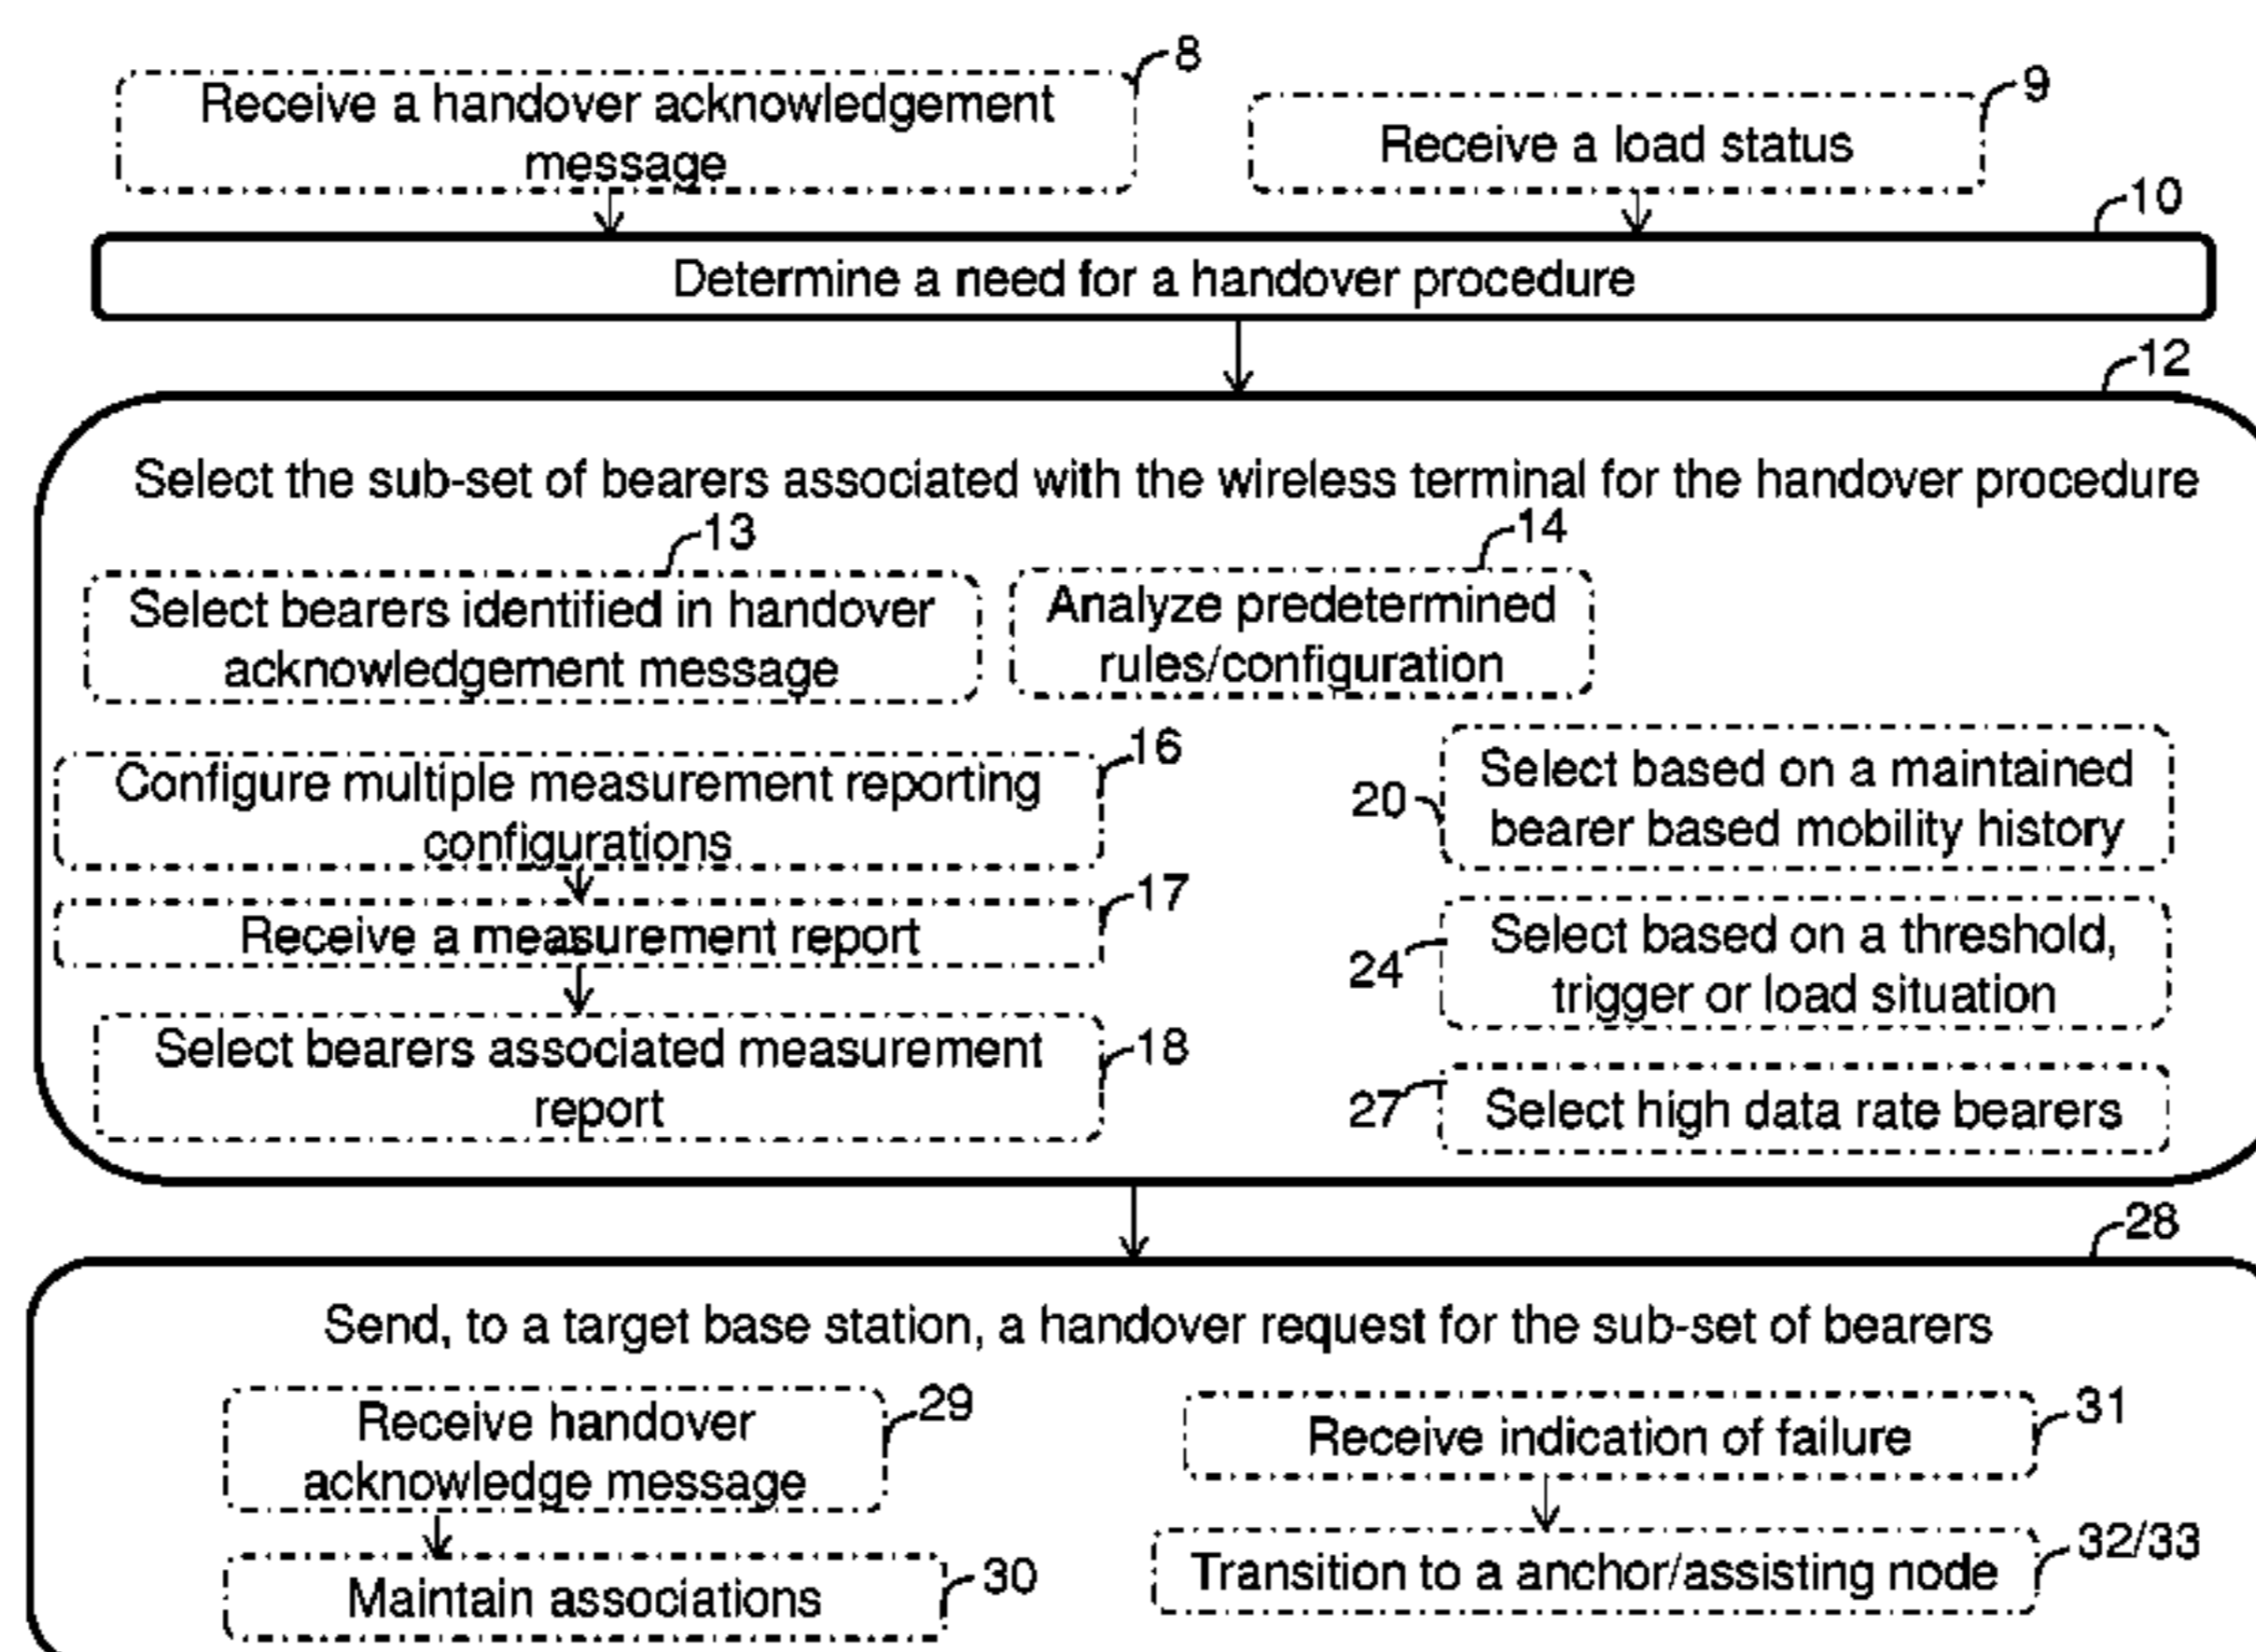 8
Receive a handover acknowledgement
message
9
Receive a load status
10
Determine a need for a handover procedure
12
Select the sub-set of bearers associated with the wireless terminal for the handover procedure
13
Select bearers identified in handover
acknowledgement message
14
Analyze predetermined
rules/configuration
16
Configure multiple measurement reporting
configurations
17
Receive a measurement report
18
Select bearers associated measurement
report
20
Select based on a maintained
bearer based mobility history
24
Select based on a threshold,
trigger or load situation
27
Select high data rate bearers
28
Send, to a target base station, a handover request for the sub-set of bearers
29
Receive handover
acknowledge message
30
Maintain associations
31
Receive indication of failure
32/33
Transition to a anchor/assisting node